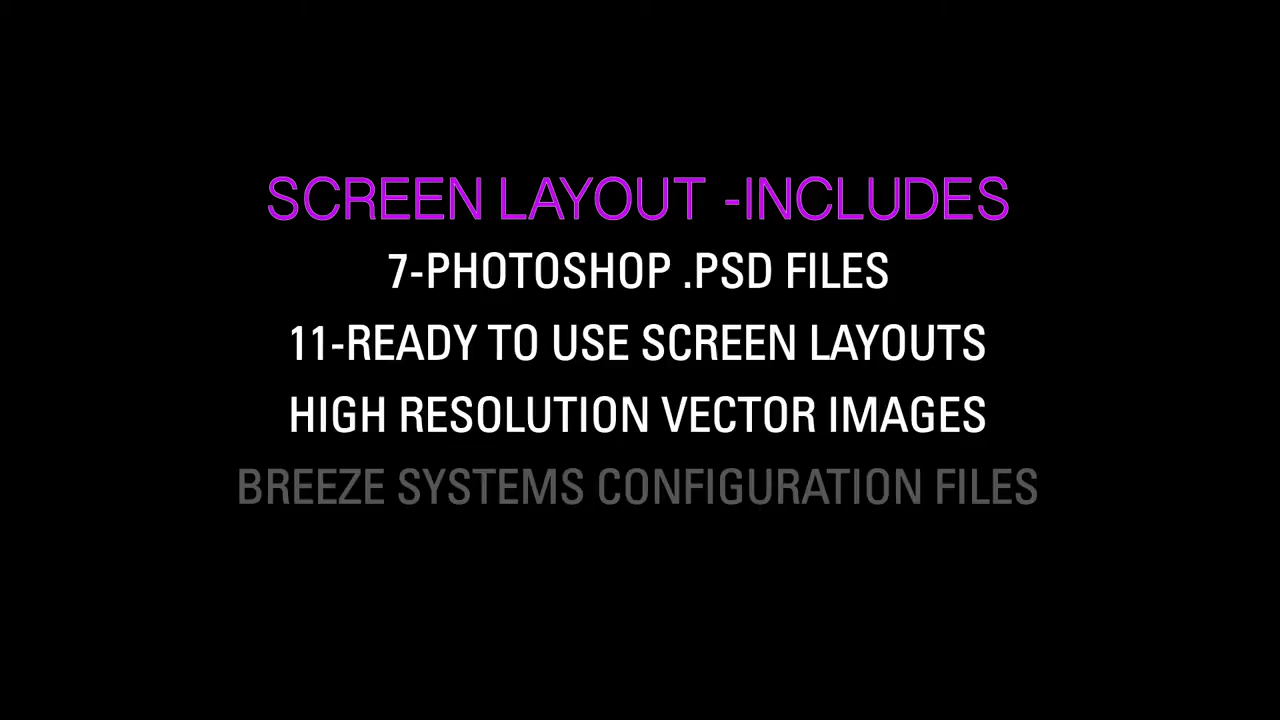 SCREEN LAYOUT -INCLUDES
7-PHOTOSHOP .PSD FILES
11-READY TO USE SCREEN LAYOUTS
HIGH RESOLUTION VECTOR IMAGES
BREEZE SYSTEMS CONFIGURATION FILES